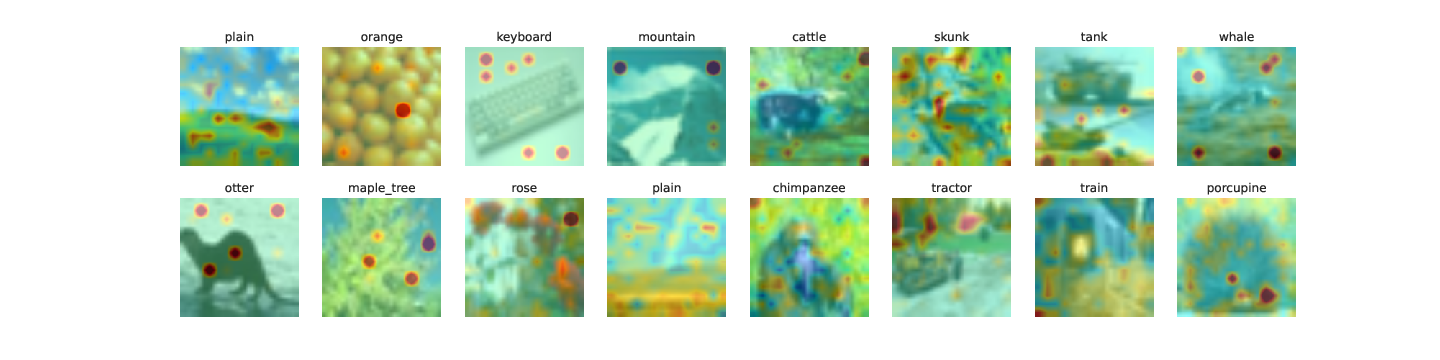 plain orange keyboard mountain cattle skunk tank whale
otter maple_tree rose plain chimpanzee tractor train porcupine